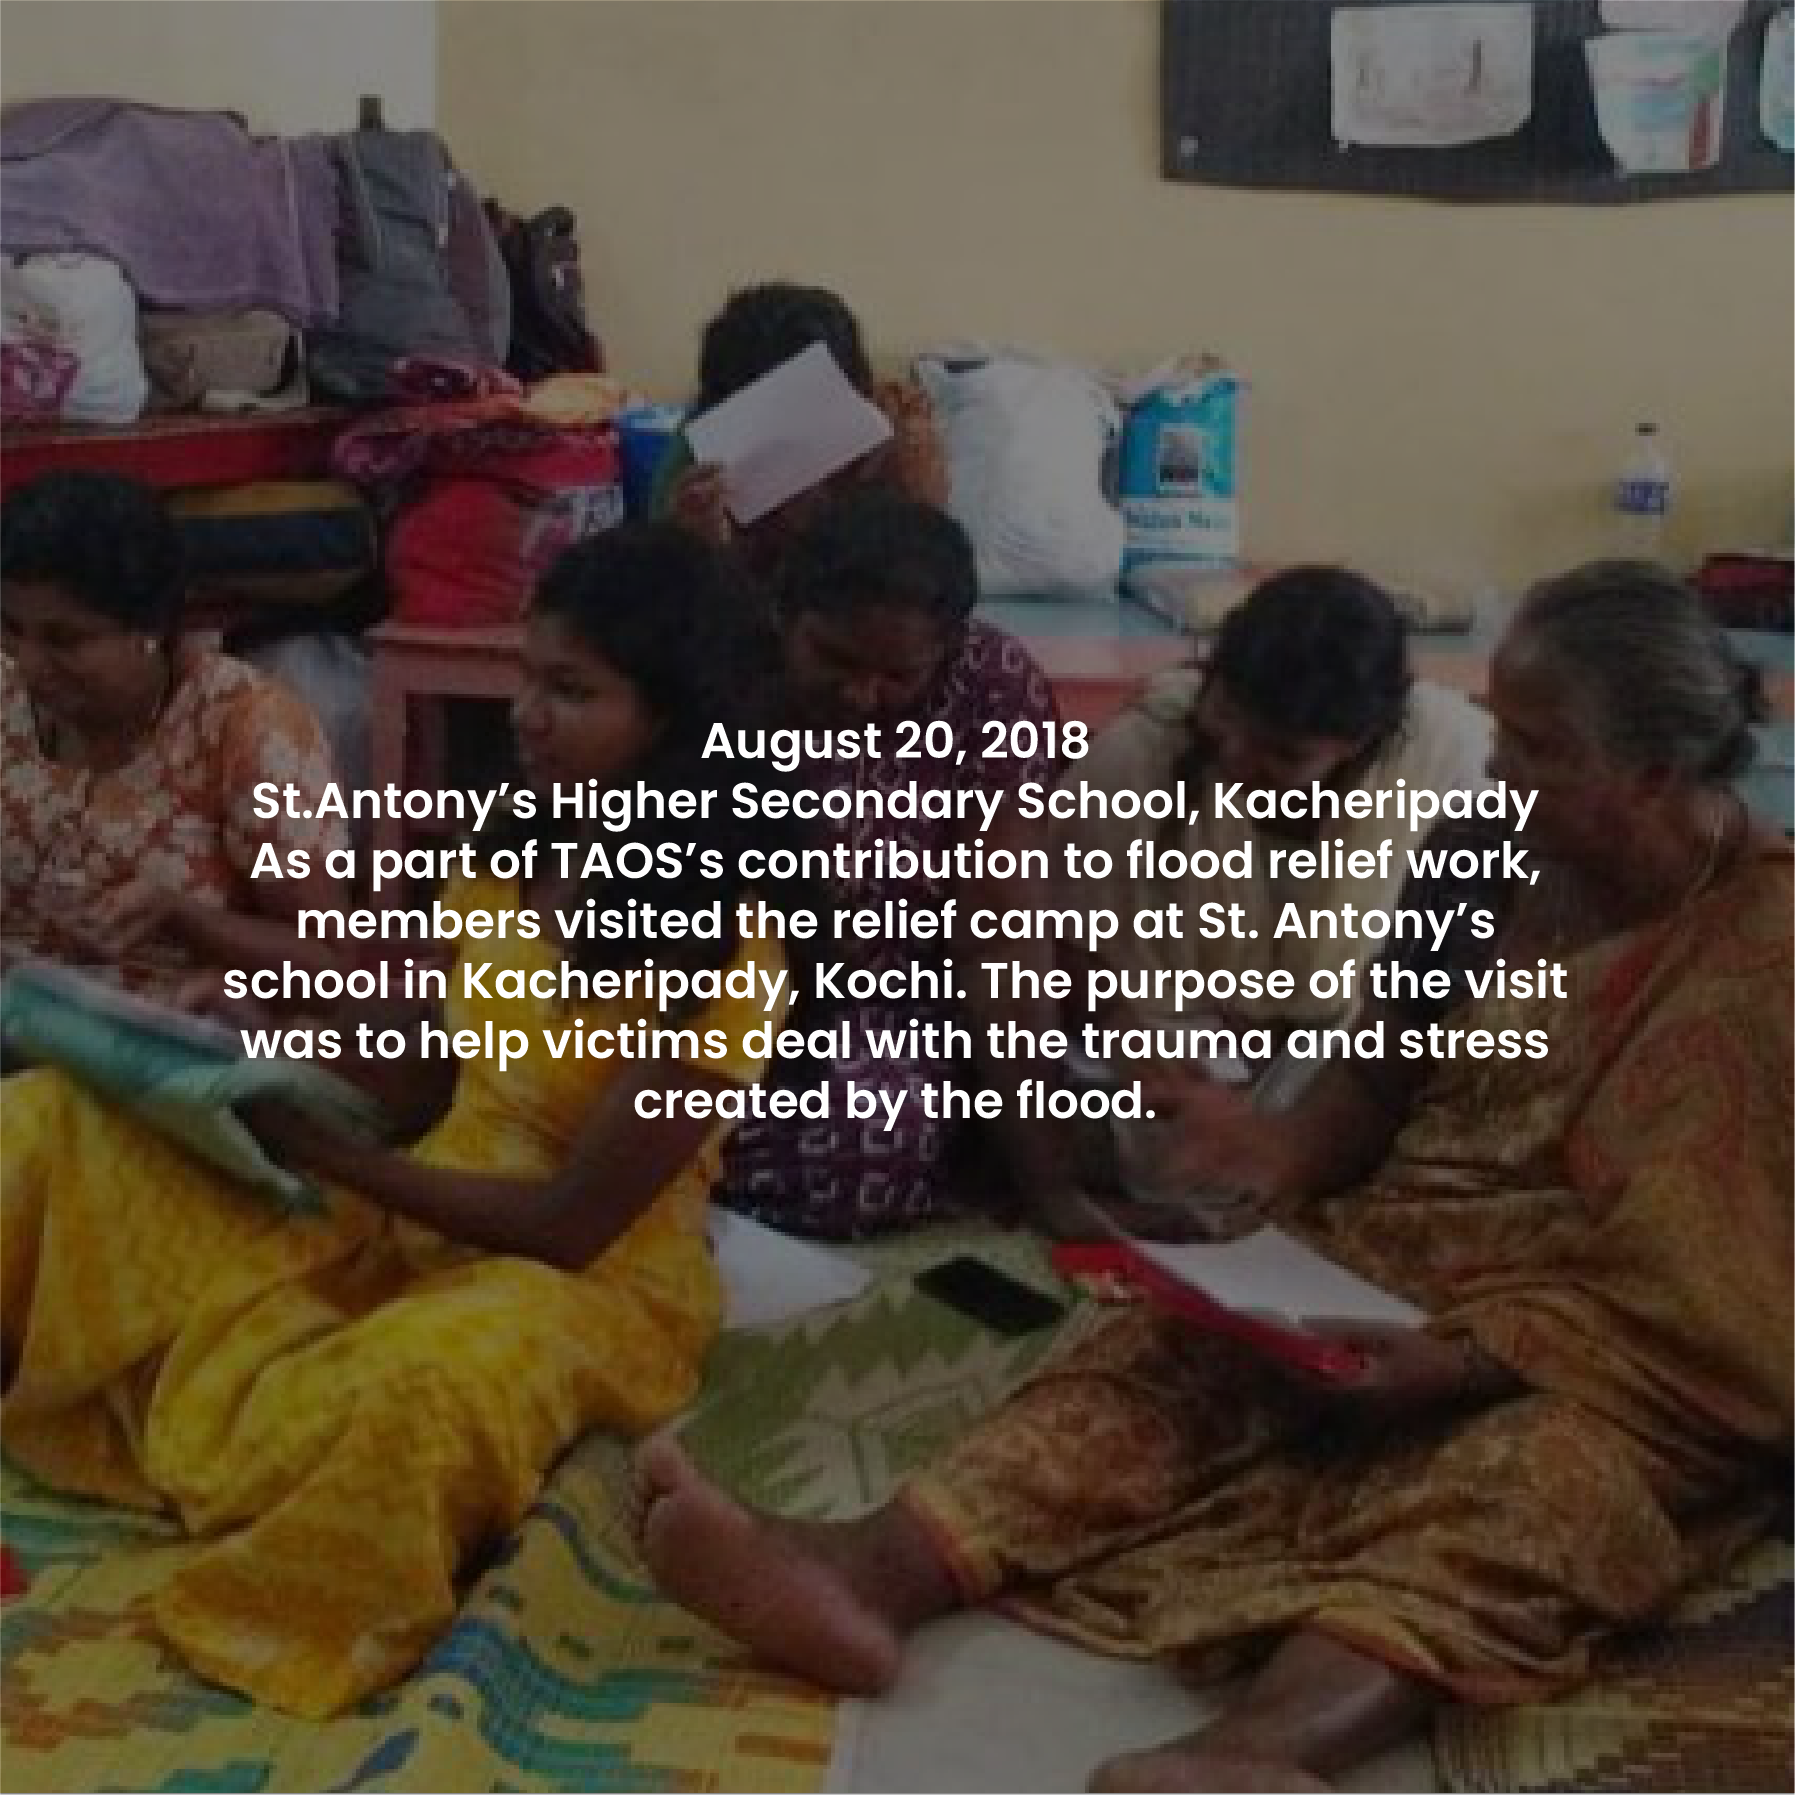 August 20, 2018
St.Antony’s Higher Secondary School, Kacheripady
As a part of TAOS’s contribution to flood relief work,
members visited the relief camp at St. Antony’s
school in Kacheripady, Kochi. The purpose of the visit
was to help victims deal with the trauma and stress
created by the flood.